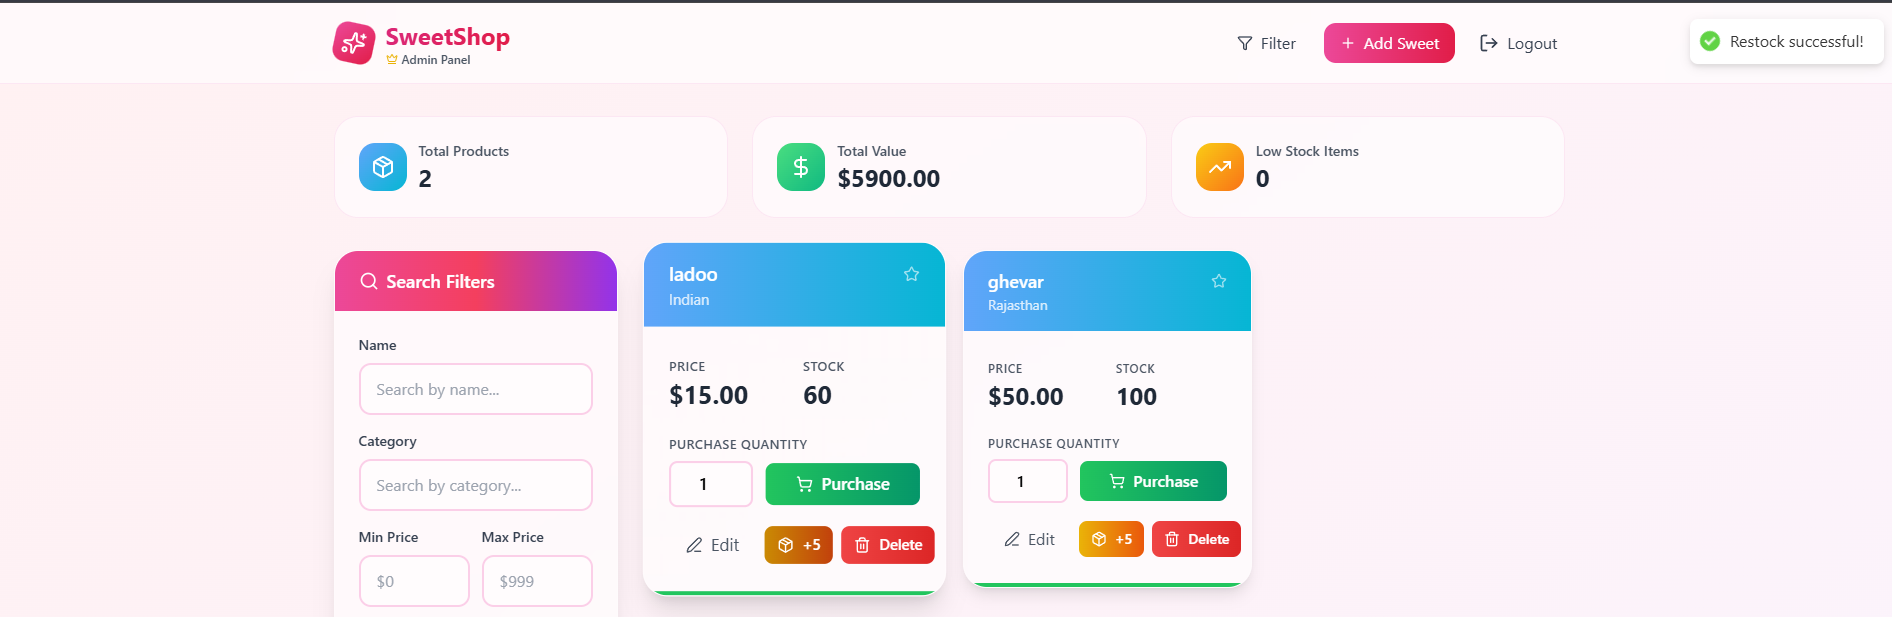 SweetShop
Admin Panel
Filter
+ Add Sweet
Logout
Restock successful!
Total Products
2
Total Value
$5900.00
Low Stock Items
0
Search Filters
Name
Search by name...
Category
Search by category...
Min Price Max Price
$0 $999
ladoo
Indian
PRICE STOCK
$15.00 60
PURCHASE QUANTITY
1 Purchase
Edit +5 Delete
ghevar
Rajasthan
PRICE STOCK
$50.00 100
PURCHASE QUANTITY
1 Purchase
Edit +5 Delete